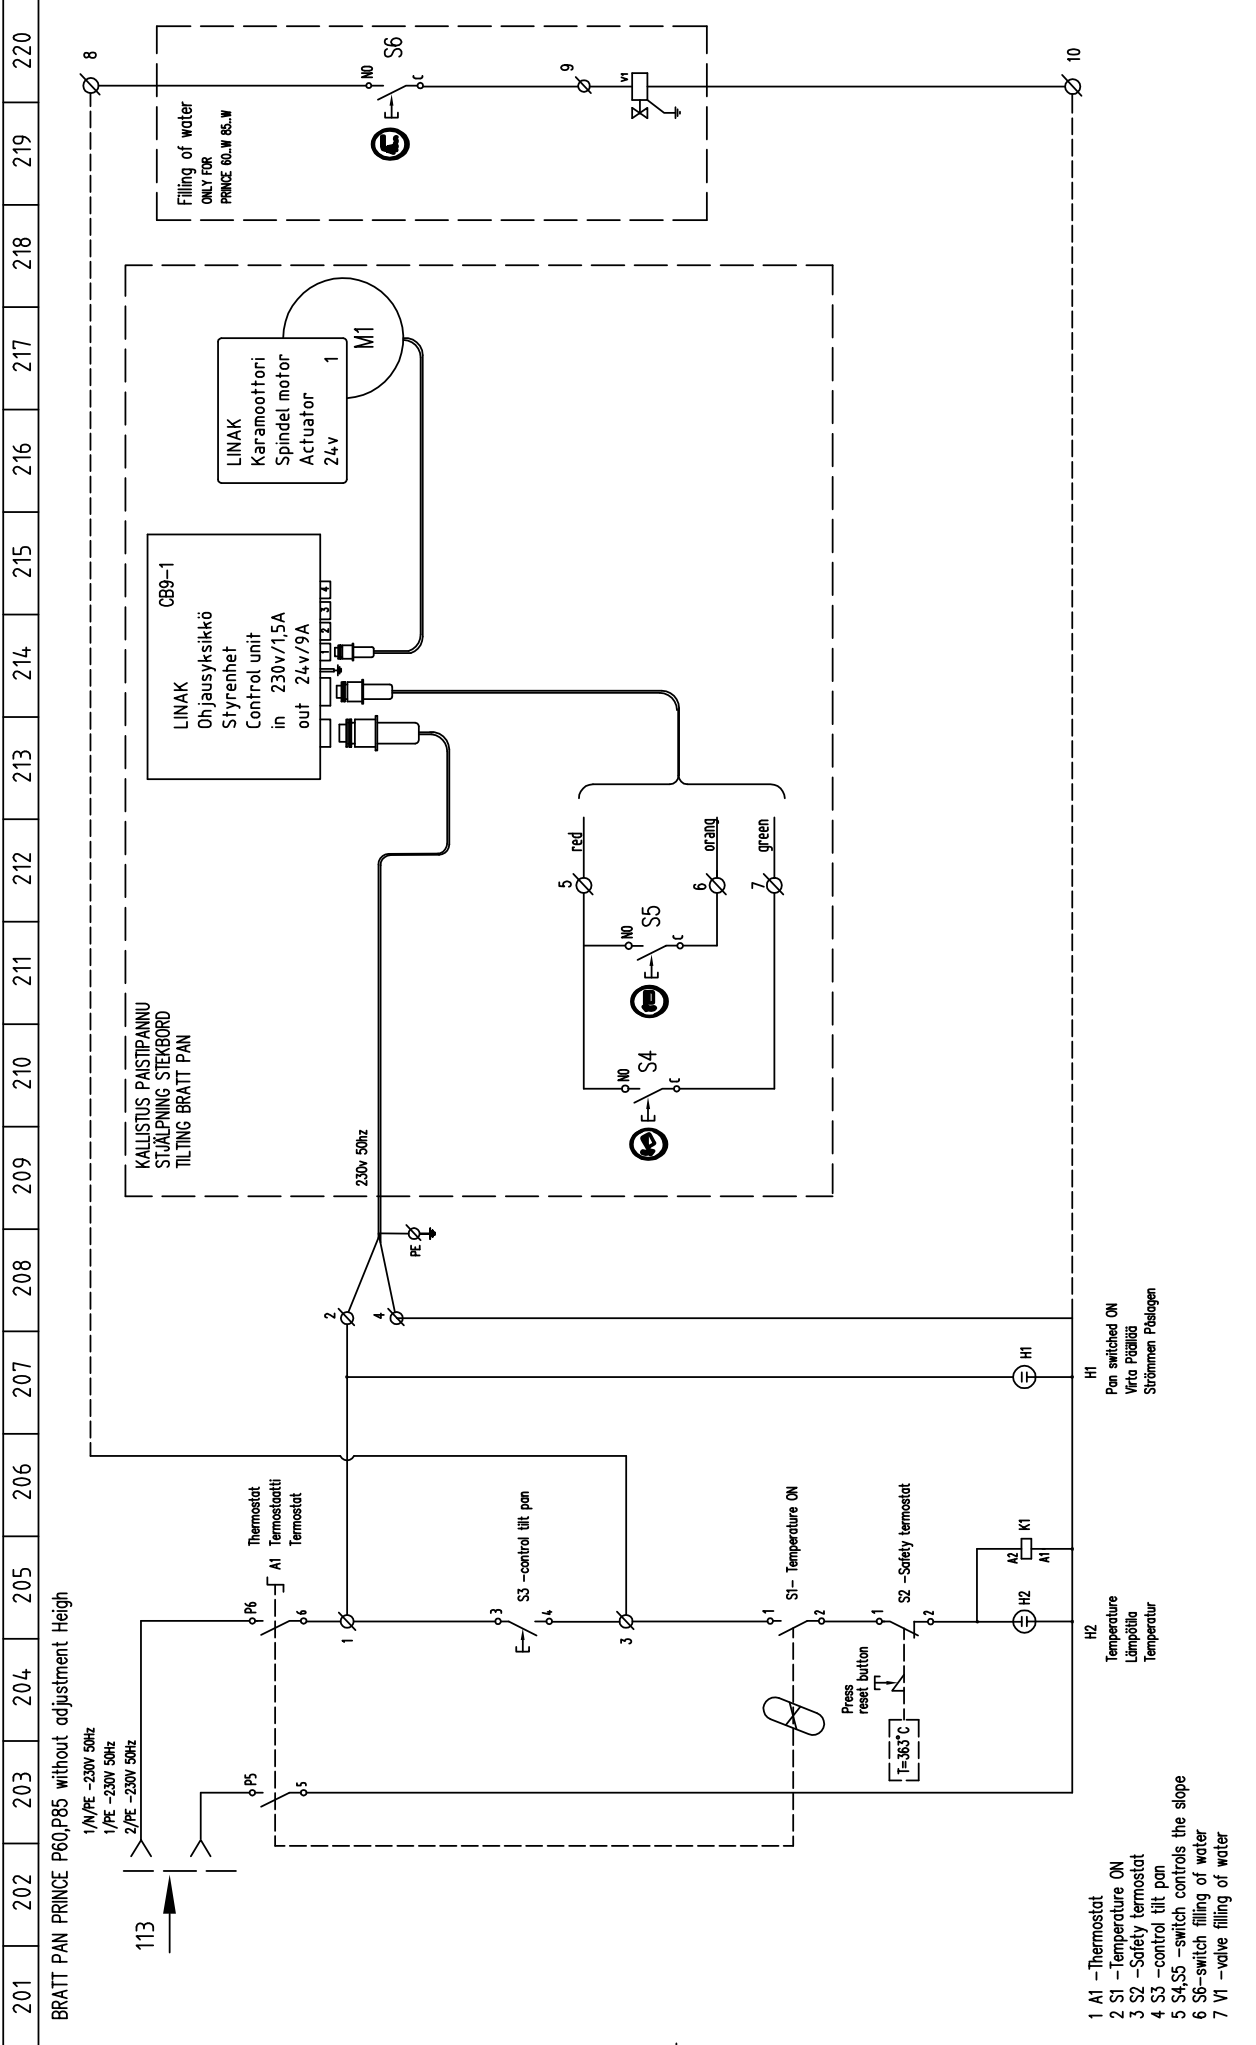 201
202
203
204
205
206
207
208
209
210
211
212
213
214
215
216
217
218
219
220
BRATT PAN PRINCE P60,P85 without adjustment Heigh
1/N/PE ~230V 50Hz
1/PE ~230V 50Hz
2/PE ~230V 50Hz
113
P5
5
P6
6
Thermostat
A1 Termostaatti
Termostat
1
3
4
S3 -control tilt pan
3
1
2
S1- Temperature ON
1
2
S2 -Safety termostat
Press
reset button
T=363°C
H2
A2
K1
A1
H2
Temperature
Lämpötila
Temperatur
H1
H1
Pan switched ON
Virta Päällää
Strömmen Påslagen
2
4
PE
230v 50hz
KALLISTUS PAISTIPANNU
STJÄLPNING STEKBORD
TILTING BRATT PAN
NO
S4
C
NO
S5
C
5
red
6
orang
7
green
LINAK
CB9-1
Ohjausyksikkö
Styrenhet
Control unit
in 230v/1,5A
out 24v/9A
1
2
3
4
LINAK
Karamoottori
Spindel motor
Actuator 1
24v
M1
Filling of water
ONLY FOR
PRINCE 60..W 85..W
8
NO
S6
C
9
V1
10
1 A1 -Thermostat
2 S1 -Temperature ON
3 S2 -Safety termostat
4 S3 -control tilt pan
5 S4,S5 -switch controls the slope
6 S6-switch filling of water
7 V1 -valve filling of water